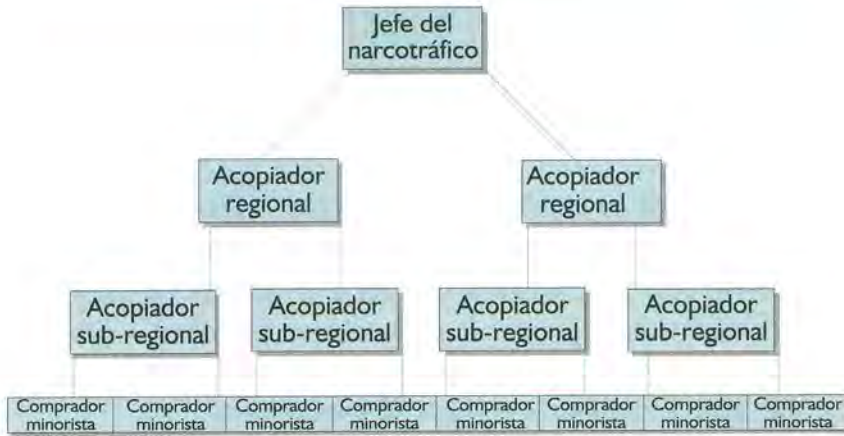 Jefe del
narcotráfico
Acopiador
regional
Acopiador
regional
Acopiador
sub-regional
Acopiador
sub-regional
Acopiador
sub-regional
Acopiador
sub-regional
Comprador
minorista
Comprador
minorista
Comprador
minorista
Comprador
minorista
Comprador
minorista
Comprador
minorista
Comprador
minorista
Comprador
minorista